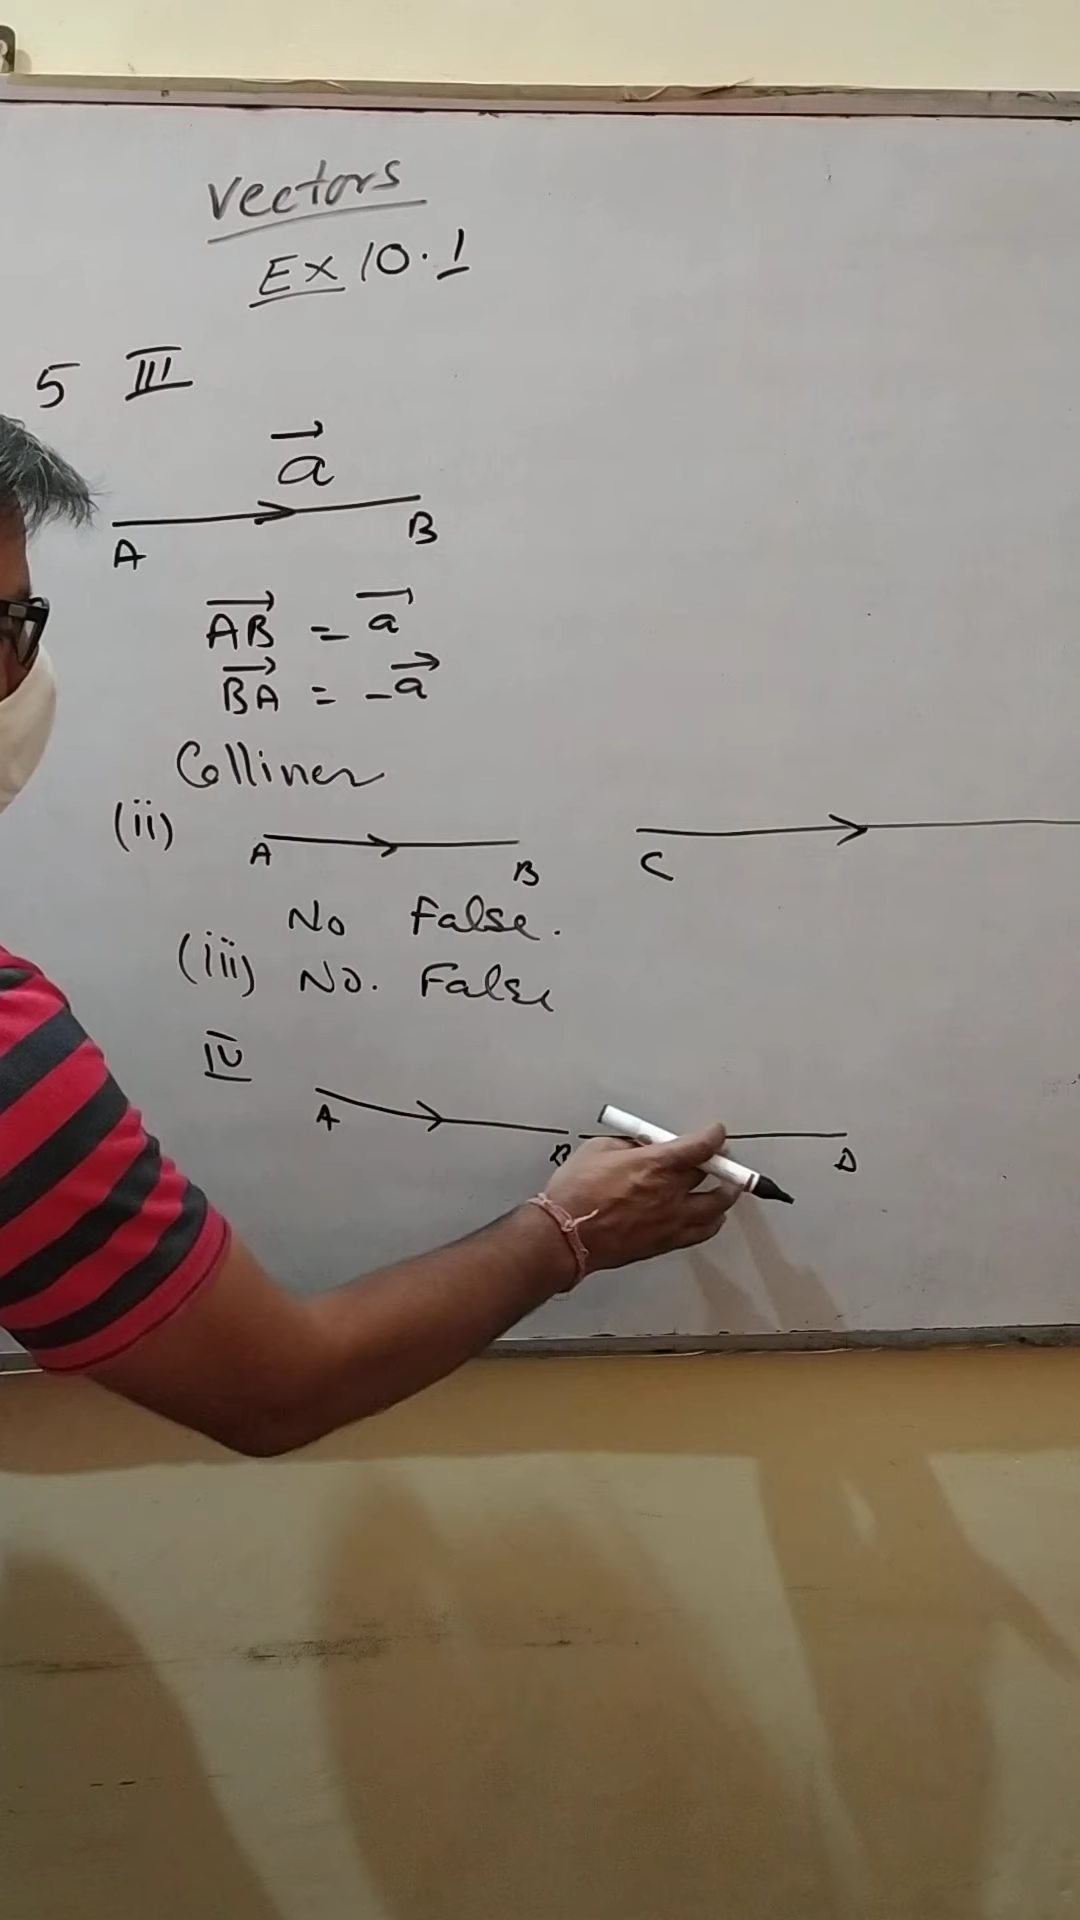 Vectors
Ex 10.1
5 III
→a
A B
→AB = →a
→BA = -→a
Colliner
(ii) A B C
No False.
(iii) No. False
IV
A B D